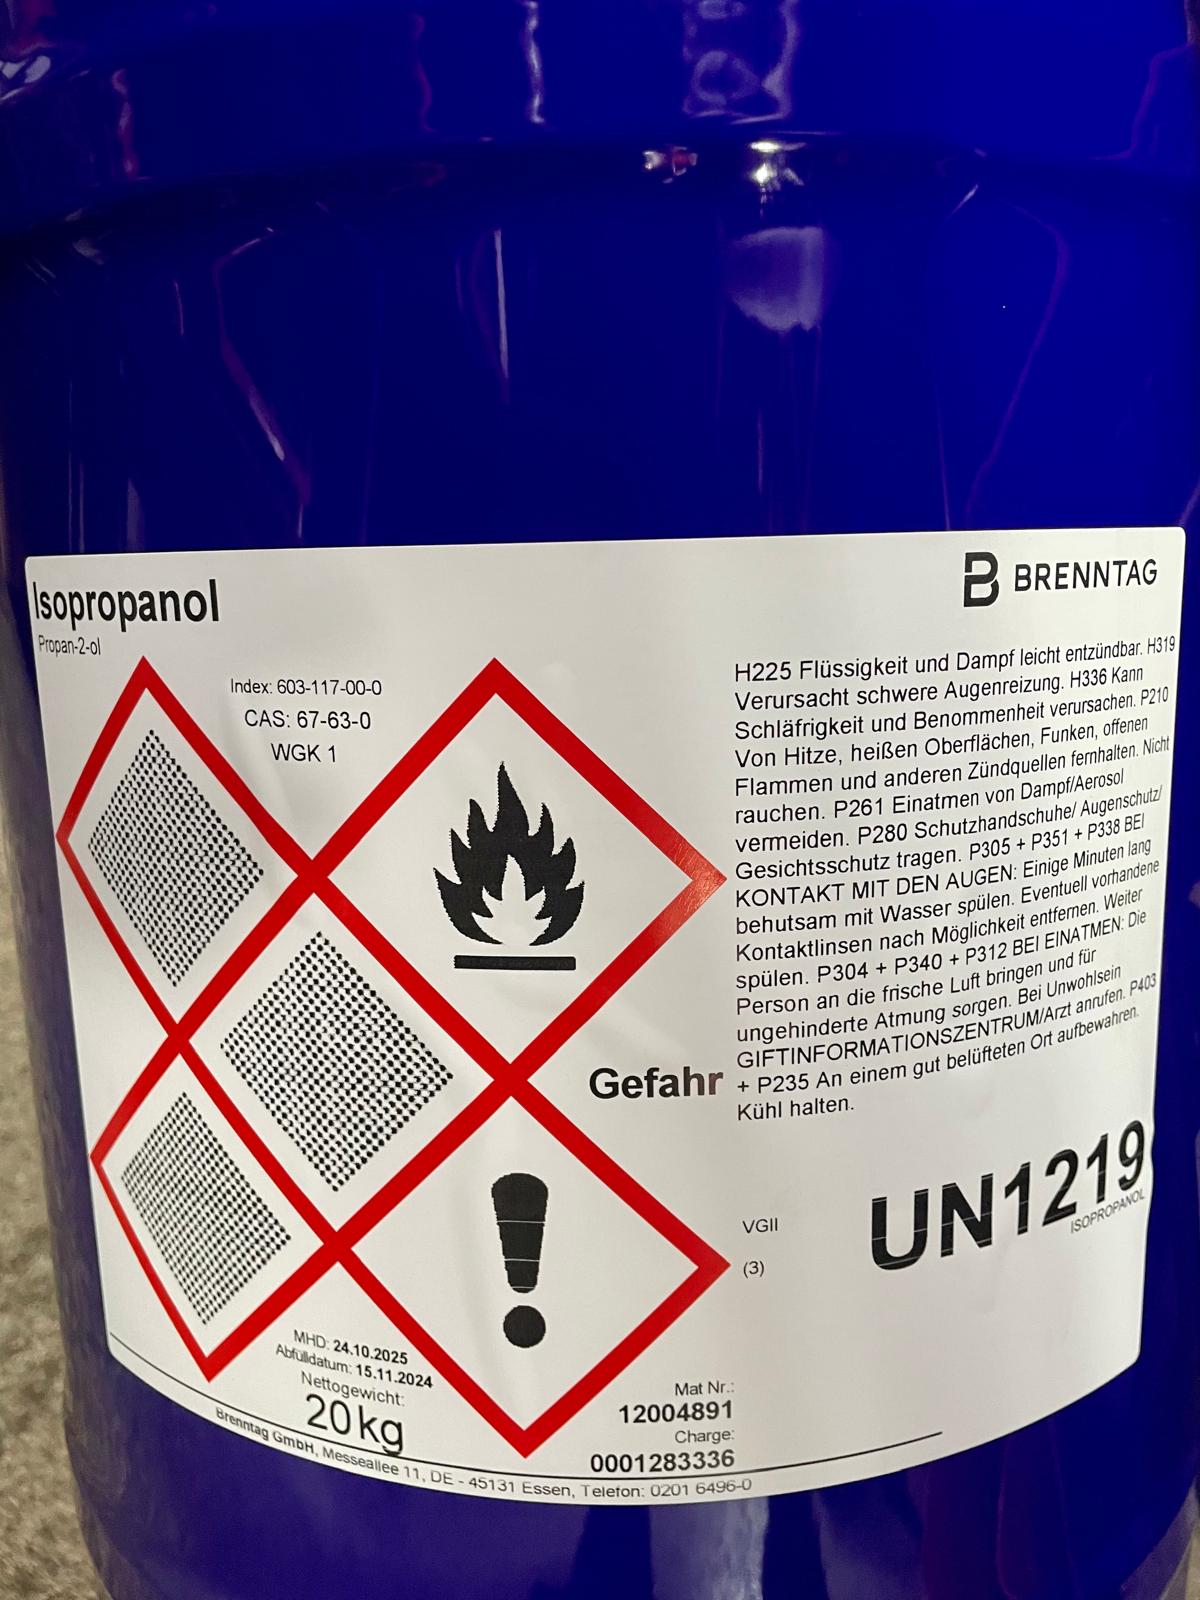 Isopropanol
Propan-2-ol
BRENNTAG
Index: 603-117-00-0
CAS: 67-63-0
WGK 1
H225 Flüssigkeit und Dampf leicht entzündbar. H319
Verursacht schwere Augenreizung. H336 Kann
Schläfrigkeit und Benommenheit verursachen. P210
Von Hitze, heißen Oberflächen, Funken, offenen
Flammen und anderen Zündquellen fernhalten. Nicht
rauchen. P261 Einatmen von Dampf/Aerosol
vermeiden. P280 Schutzhandschuhe/ Augenschutz/
Gesichtsschutz tragen. P305 + P351 + P338 BEI
KONTAKT MIT DEN AUGEN: Einige Minuten lang
behutsam mit Wasser spülen. Eventuell vorhandene
Kontaktlinsen nach Möglichkeit entfernen. Weiter
spülen. P304 + P340 + P312 BEI EINATMEN: Die
Person an die frische Luft bringen und für
ungehinderte Atmung sorgen. Bei Unwohlsein
GIFTINFORMATIONSZENTRUM/Arzt anrufen. P403
+ P235 An einem gut belüfteten Ort aufbewahren.
Kühl halten.
Gefahr
UN1219
ISOPROPANOL
VGII
(3)
MHD: 24.10.2025
Abfülldatum: 15.11.2024
Nettogewicht:
20kg
Mat Nr.:
12004891
Charge:
0001283336
Brenntag GmbH, Messeallee 11, DE - 45131 Essen, Telefon: 0201 6496-0